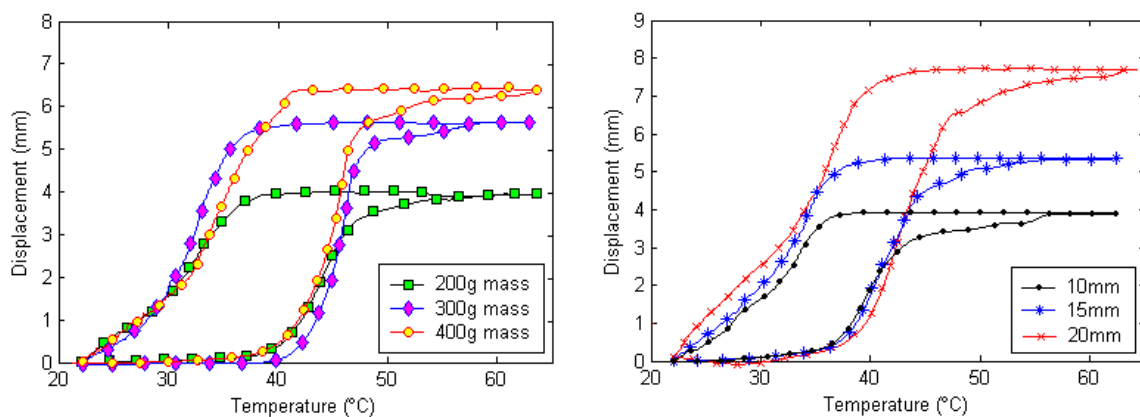 8
7
6
5
4
3
2
1
0
20
30
40
50
60
Displacement (mm)
Temperature (°C)
200g mass
300g mass
400g mass
9
8
7
6
5
4
3
2
1
0
20
30
40
50
60
Displacement (mm)
Temperature (°C)
10mm
15mm
20mm